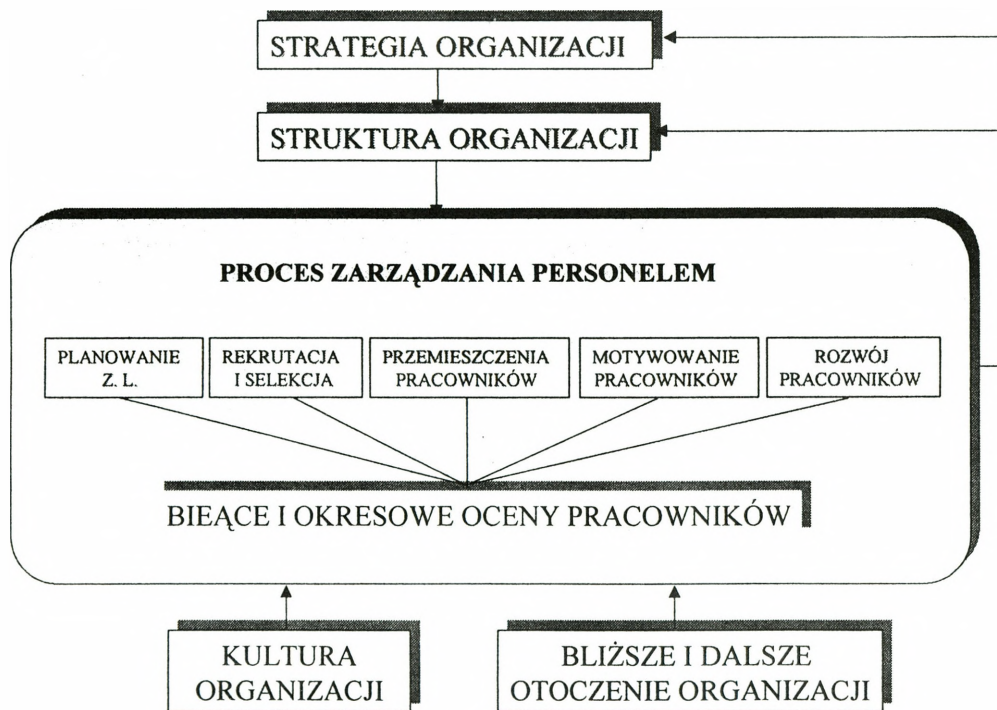 STRATEGIA ORGANIZACJI
STRUKTURA ORGANIZACJI
PROCES ZARZĄDZANIA PERSONELEM
PLANOWANIE
Z. L.
REKRUTACJA
I SELEKCJA
PRZEMIESZCZENIA
PRACOWNIKÓW
MOTYWOWANIE
PRACOWNIKÓW
ROZWÓJ
PRACOWNIKÓW
BIEĄCE I OKRESOWE OCENY PRACOWNIKÓW
KULTURA
ORGANIZACJI
BLIŻSZE I DALSZE
OTOCZENIE ORGANIZACJI